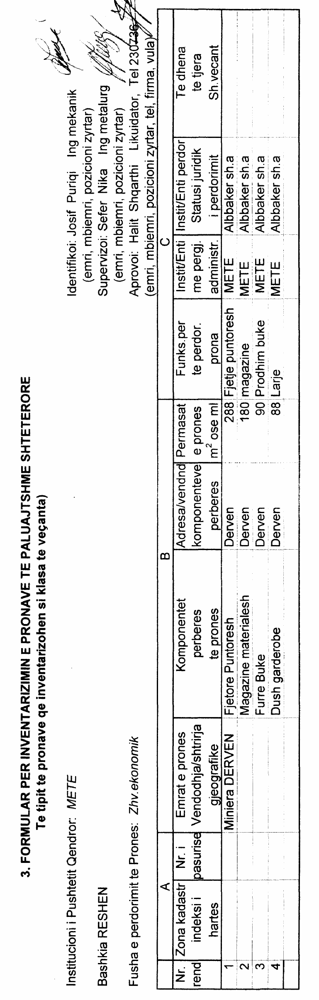 3. FORMULAR PER INVENTARIZIMIN E PRONAVE TE PALUAJTSHME SHTETERORE
Te tipit te pronave qe inventarizohen si klasa te veçanta)
Institucioni i Pushtetit Qendror: METE
Identifikoi: Josif Puriqi Ing mekanik
(emri, mbiemri, pozicioni zyrtar)
Bashkia RESHEN
Supervizoi: Sefer Nika Ing metalurg
(emri, mbiemri, pozicioni zyrtar)
Fusha e perdorimit te Prones: Zhv.ekonomik
Aprovoi: Halit Shqarthi Likuidator, Tel 230736
(emri, mbiemri, pozicioni zyrtar, tel, firma, vula)
A B C
Nr. Zona kadastr Nr. i Emrat e prones Komponentet Adresa/vendnd Permasat Funks.per Instit/Enti Instit/Enti perdor Te dhena
rend indeksi i pasurise Vendodhja/shtrirja perberes komponenteve e prones te perdor. me pergj. Statusi juridik te tjera
hartes gjeografike te prones perberes m² ose ml prona administr. i perdorimit Sh.vecant
1 Miniera DERVEN Fjetore Puntoresh Derven 288 Fjetje puntoresh METE Albbaker sh.a
2 Magazine materialesh Derven 180 magazine METE Albbaker sh.a
3 Furre Buke Derven 90 Prodhim buke METE Albbaker sh.a
4 Dush garderobe Derven 88 Larje METE Albbaker sh.a